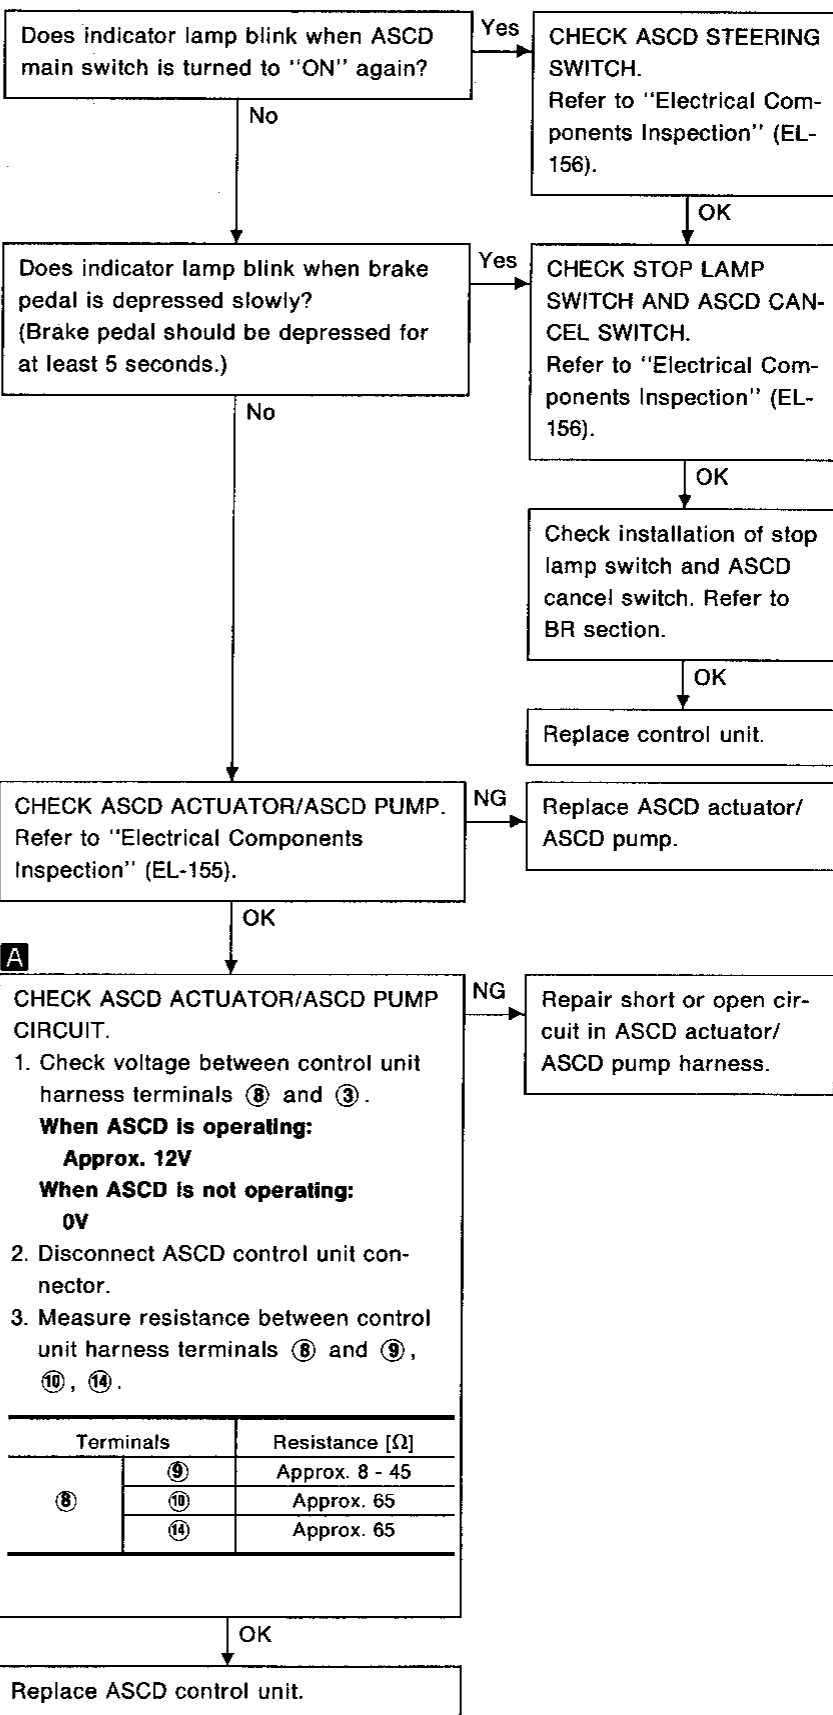 Does indicator lamp blink when ASCD
main switch is turned to "ON" again?
Yes
CHECK ASCD STEERING
SWITCH.
Refer to "Electrical Com-
ponents Inspection" (EL-
156).
No
OK
Does indicator lamp blink when brake
pedal is depressed slowly?
(Brake pedal should be depressed for
at least 5 seconds.)
Yes
CHECK STOP LAMP
SWITCH AND ASCD CAN-
CEL SWITCH.
Refer to "Electrical Com-
ponents Inspection" (EL-
156).
No
OK
Check installation of stop
lamp switch and ASCD
cancel switch. Refer to
BR section.
OK
Replace control unit.
CHECK ASCD ACTUATOR/ASCD PUMP.
Refer to "Electrical Components
Inspection" (EL-155).
NG
Replace ASCD actuator/
ASCD pump.
OK
A
CHECK ASCD ACTUATOR/ASCD PUMP
CIRCUIT.
1. Check voltage between control unit
harness terminals ⑧ and ③.
When ASCD is operating:
Approx. 12V
When ASCD is not operating:
0V
2. Disconnect ASCD control unit con-
nector.
3. Measure resistance between control
unit harness terminals ⑧ and ⑨,
⑩, ⑭.
Terminals Resistance [Ω]
⑧ ⑨ Approx. 8 - 45
⑩ Approx. 65
⑭ Approx. 65
NG
Repair short or open cir-
cuit in ASCD actuator/
ASCD pump harness.
OK
Replace ASCD control unit.